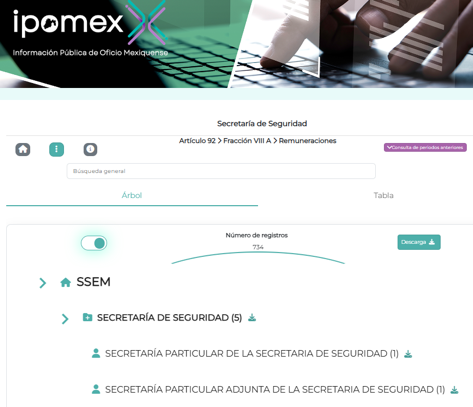 ipomex
Información Pública de Oficio Mexiquense
Secretaría de Seguridad
Artículo 92 > Fracción VIII A > Remuneraciones
Consulta de periodos anteriores
Búsqueda general
Árbol Tabla
Número de registros
734
Descarga
SSEM
SECRETARÍA DE SEGURIDAD (5)
SECRETARÍA PARTICULAR DE LA SECRETARIA DE SEGURIDAD (1)
SECRETARÍA PARTICULAR ADJUNTA DE LA SECRETARIA DE SEGURIDAD (1)